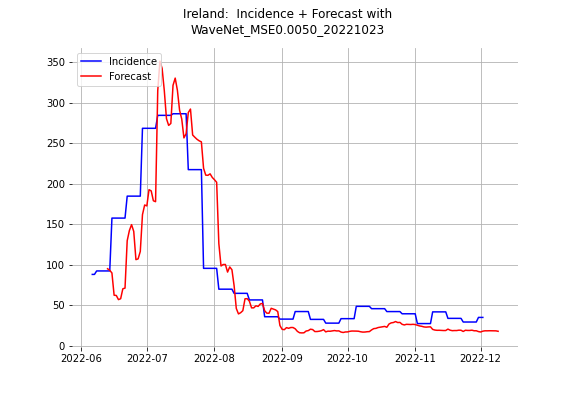 Ireland:  Incidence + Forecast with
WaveNet_MSE0.0050_20221023
Incidence
Forecast
350
300
250
200
150
100
50
0
2022-06 2022-07 2022-08 2022-09 2022-10 2022-11 2022-12